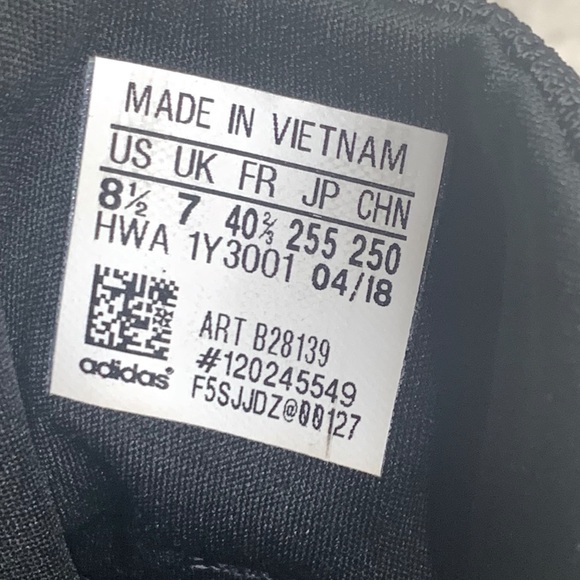 MADE IN VIETNAM
US UK FR JP CHN
8½ 7 40⅔ 255 250
HWA 1Y3001 04/18
ART B28139
#120245549
adidas®
F5SJJDZ@00127